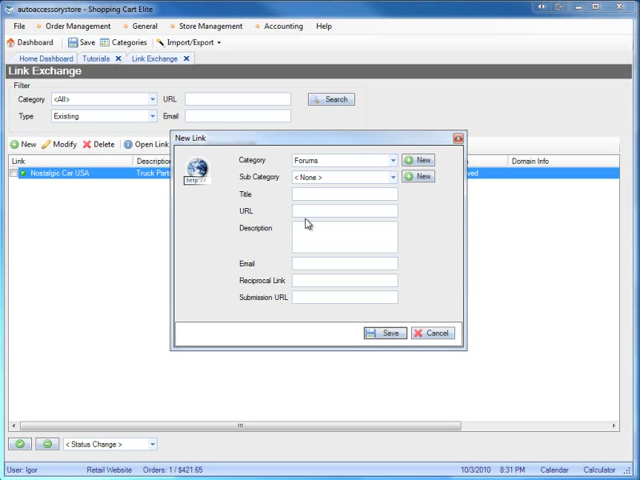 autoaccessorystore - Shopping Cart Elite
File Order Management General Store Management Accounting Help
Dashboard Save Categories Import/Export
Home Dashboard Tutorials Link Exchange
Link Exchange
Filter
Category <All> URL Search
Type Existing Email
New Modify Delete Open Link
Link Description Domain Info
Nostalgic Car USA Truck Parts
New Link
Category Forums New
http://
Sub Category < None > New
Title
URL
Description
Email
Reciprocal Link
Submission URL
Save Cancel
< Status Change >
User: Igor Retail Website Orders: 1 / $421.65 10/3/2010 8:31 PM Calendar Calculator